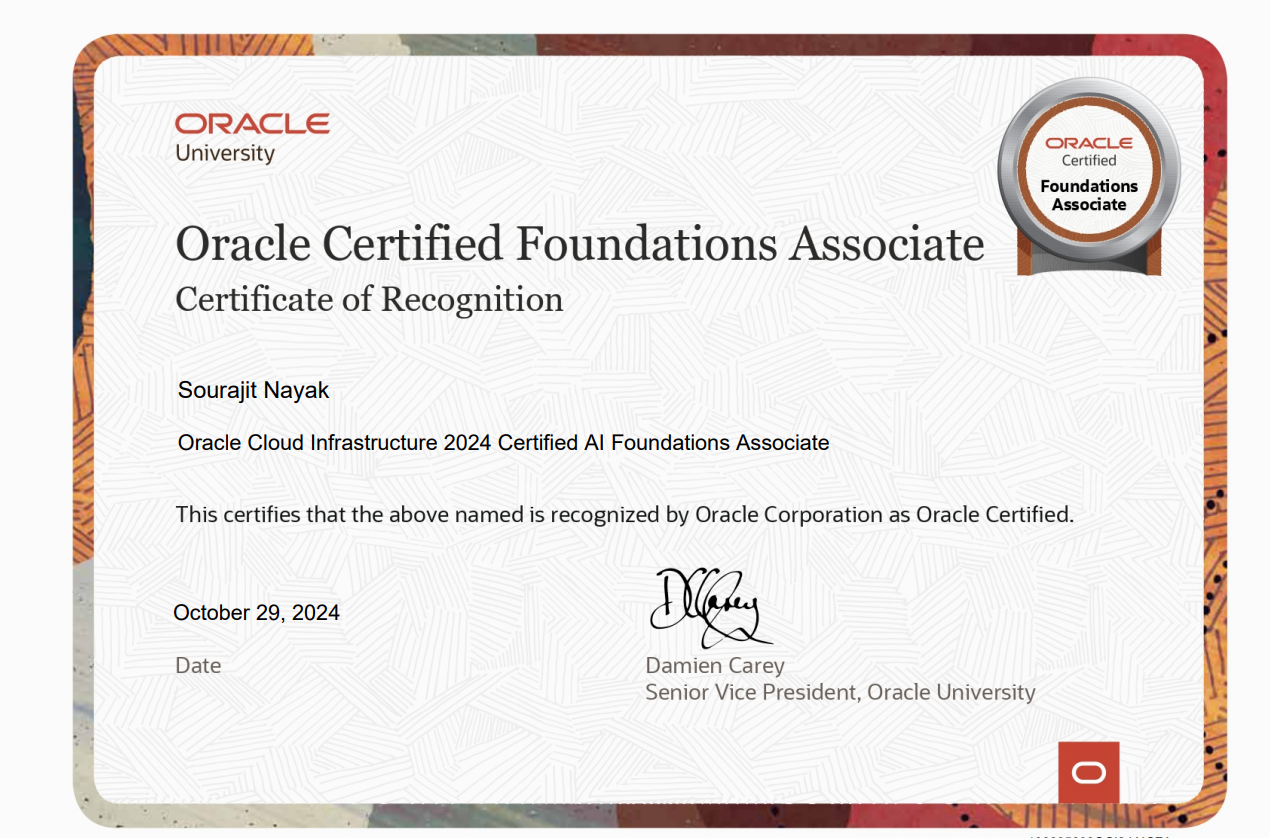 ORACLE
University
ORACLE
Certified
Foundations
Associate
Oracle Certified Foundations Associate
Certificate of Recognition
Sourajit Nayak
Oracle Cloud Infrastructure 2024 Certified AI Foundations Associate
This certifies that the above named is recognized by Oracle Corporation as Oracle Certified.
October 29, 2024
Date
DCarey
Damien Carey
Senior Vice President, Oracle University